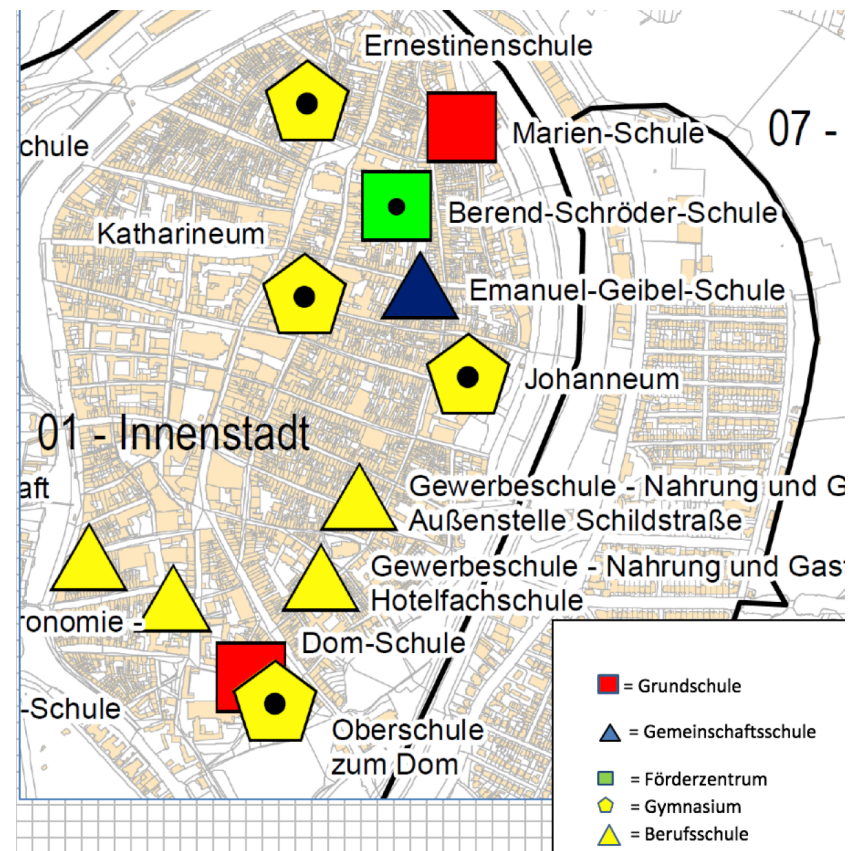 Ernestinenschule
Marien-Schule
07 -
chule
Berend-Schröder-Schule
Katharineum
Emanuel-Geibel-Schule
Johanneum
01 - Innenstadt
aft
Gewerbeschule - Nahrung und G
Außenstelle Schildstraße
Gewerbeschule - Nahrung und Gast
Hotelfachschule
ronomie -
Dom-Schule
-Schule
Oberschule
zum Dom
= Grundschule
= Gemeinschaftsschule
= Förderzentrum
= Gymnasium
= Berufsschule